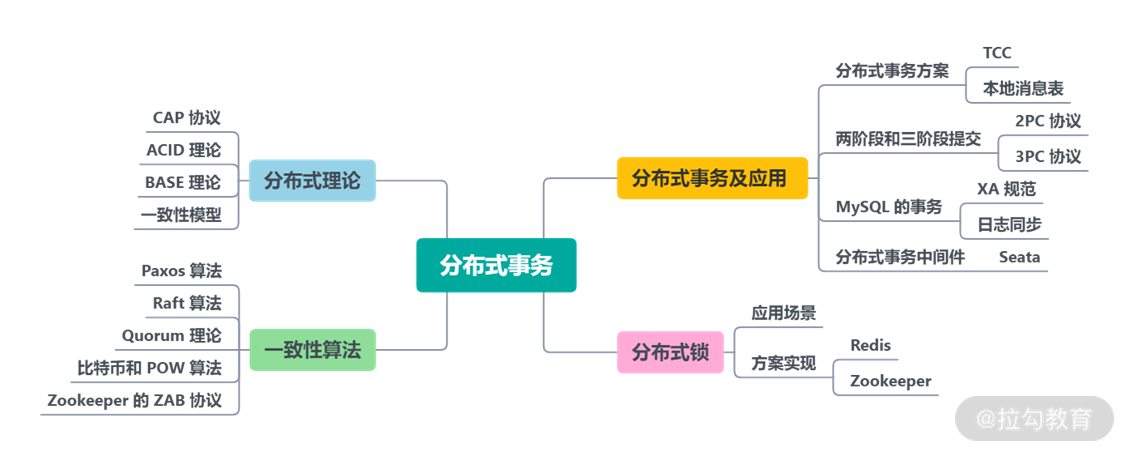 分布式事务
分布式理论
CAP 协议
ACID 理论
BASE 理论
一致性模型
一致性算法
Paxos 算法
Raft 算法
Quorum 理论
比特币和 POW 算法
Zookeeper 的 ZAB 协议
分布式事务及应用
分布式事务方案
TCC
本地消息表
两阶段和三阶段提交
2PC 协议
3PC 协议
MySQL 的事务
XA 规范
日志同步
分布式事务中间件
Seata
分布式锁
应用场景
方案实现
Redis
Zookeeper
@拉勾教育